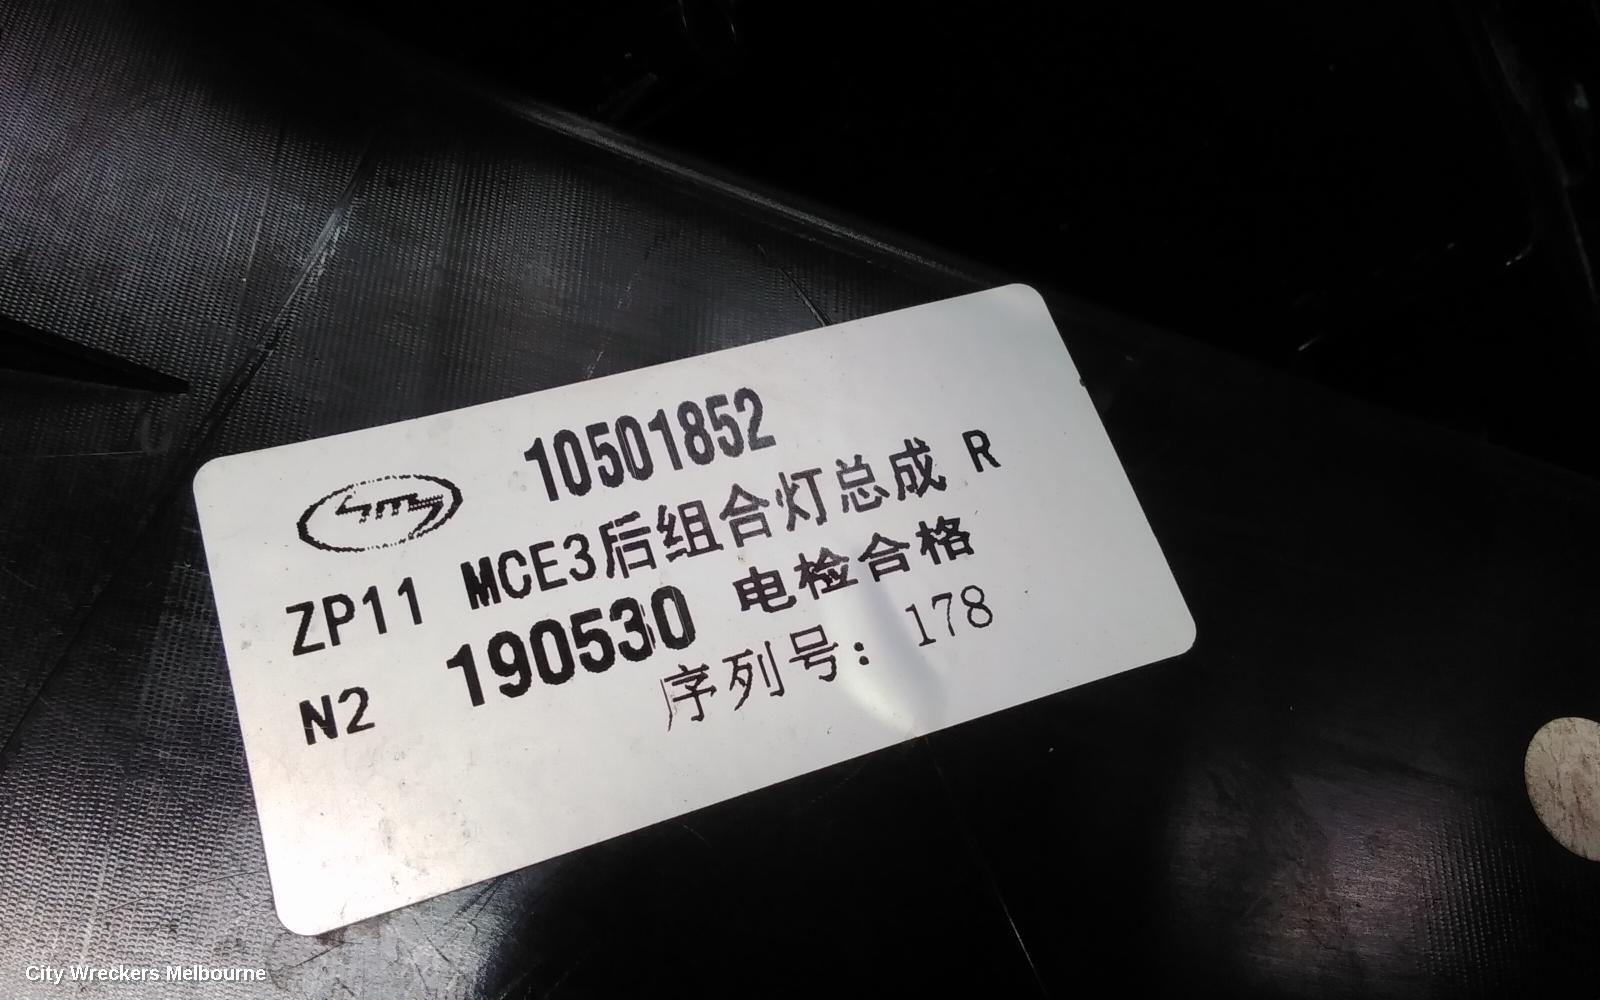 10501852
ZP11 MCE3后组合灯总成 R
190530 电检合格
N2 序列号: 178
City Wreckers Melbourne